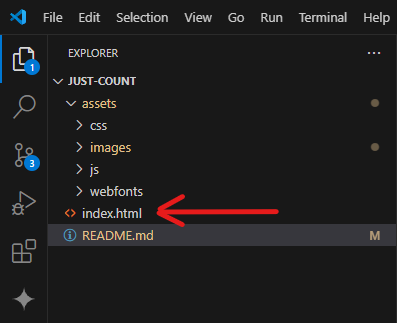 File Edit Selection View Go Run Terminal Help
EXPLORER
1
JUST-COUNT
assets
css
images
3
js
webfonts
index.html
README.md M